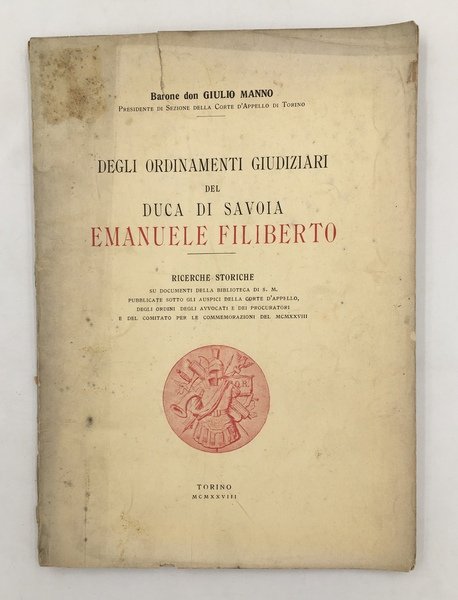 Barone don GIULIO MANNO
PRESIDENTE DI SEZIONE DELLA CORTE D'APPELLO DI TORINO
DEGLI ORDINAMENTI GIUDIZIARI
DEL
DUCA DI SAVOIA
EMANUELE FILIBERTO
RICERCHE STORICHE
SU DOCUMENTI DELLA BIBLIOTECA DI S. M.
PUBBLICATE SOTTO GLI AUSPICI DELLA CORTE D'APPELLO,
DEGLI ORDINI DEGLI AVVOCATI E DEI PROCURATORI
E DEL COMITATO PER LE COMMEMORAZIONI DEL MCMXXVIII
TORINO
MCMXXVIII